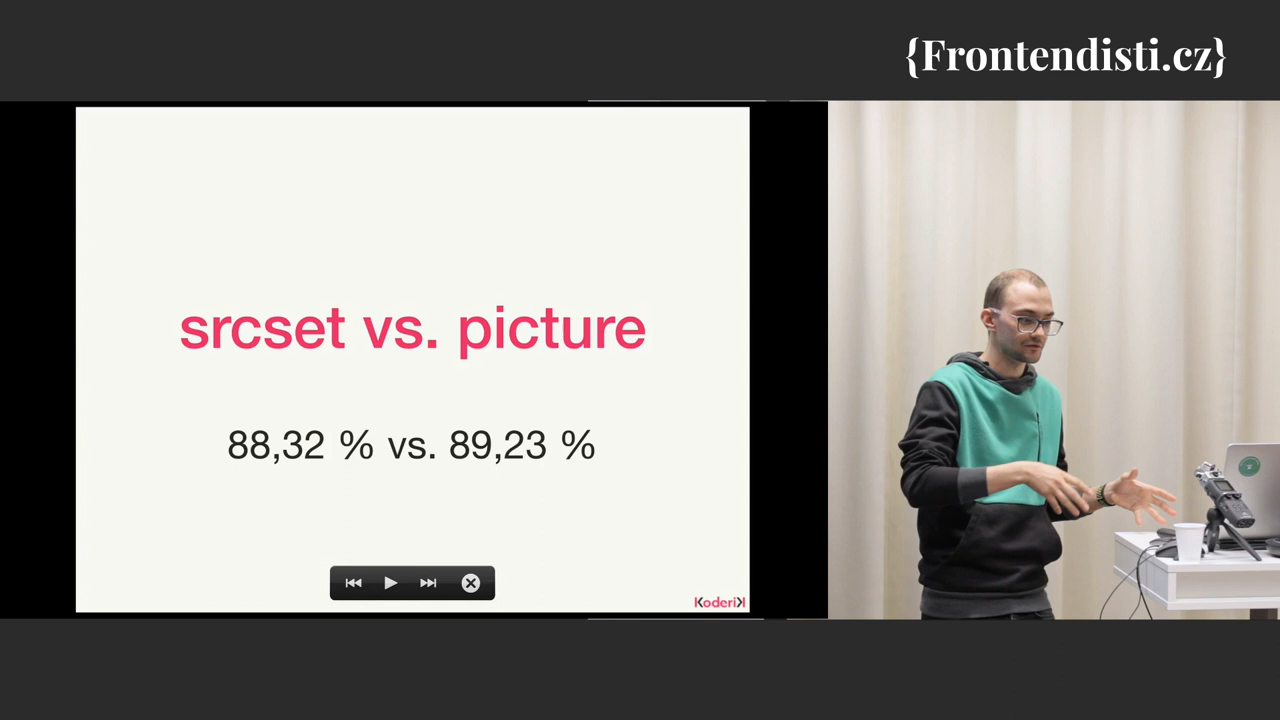 {Frontendisti.cz}
srcset vs. picture
88,32 % vs. 89,23 %
Koderik